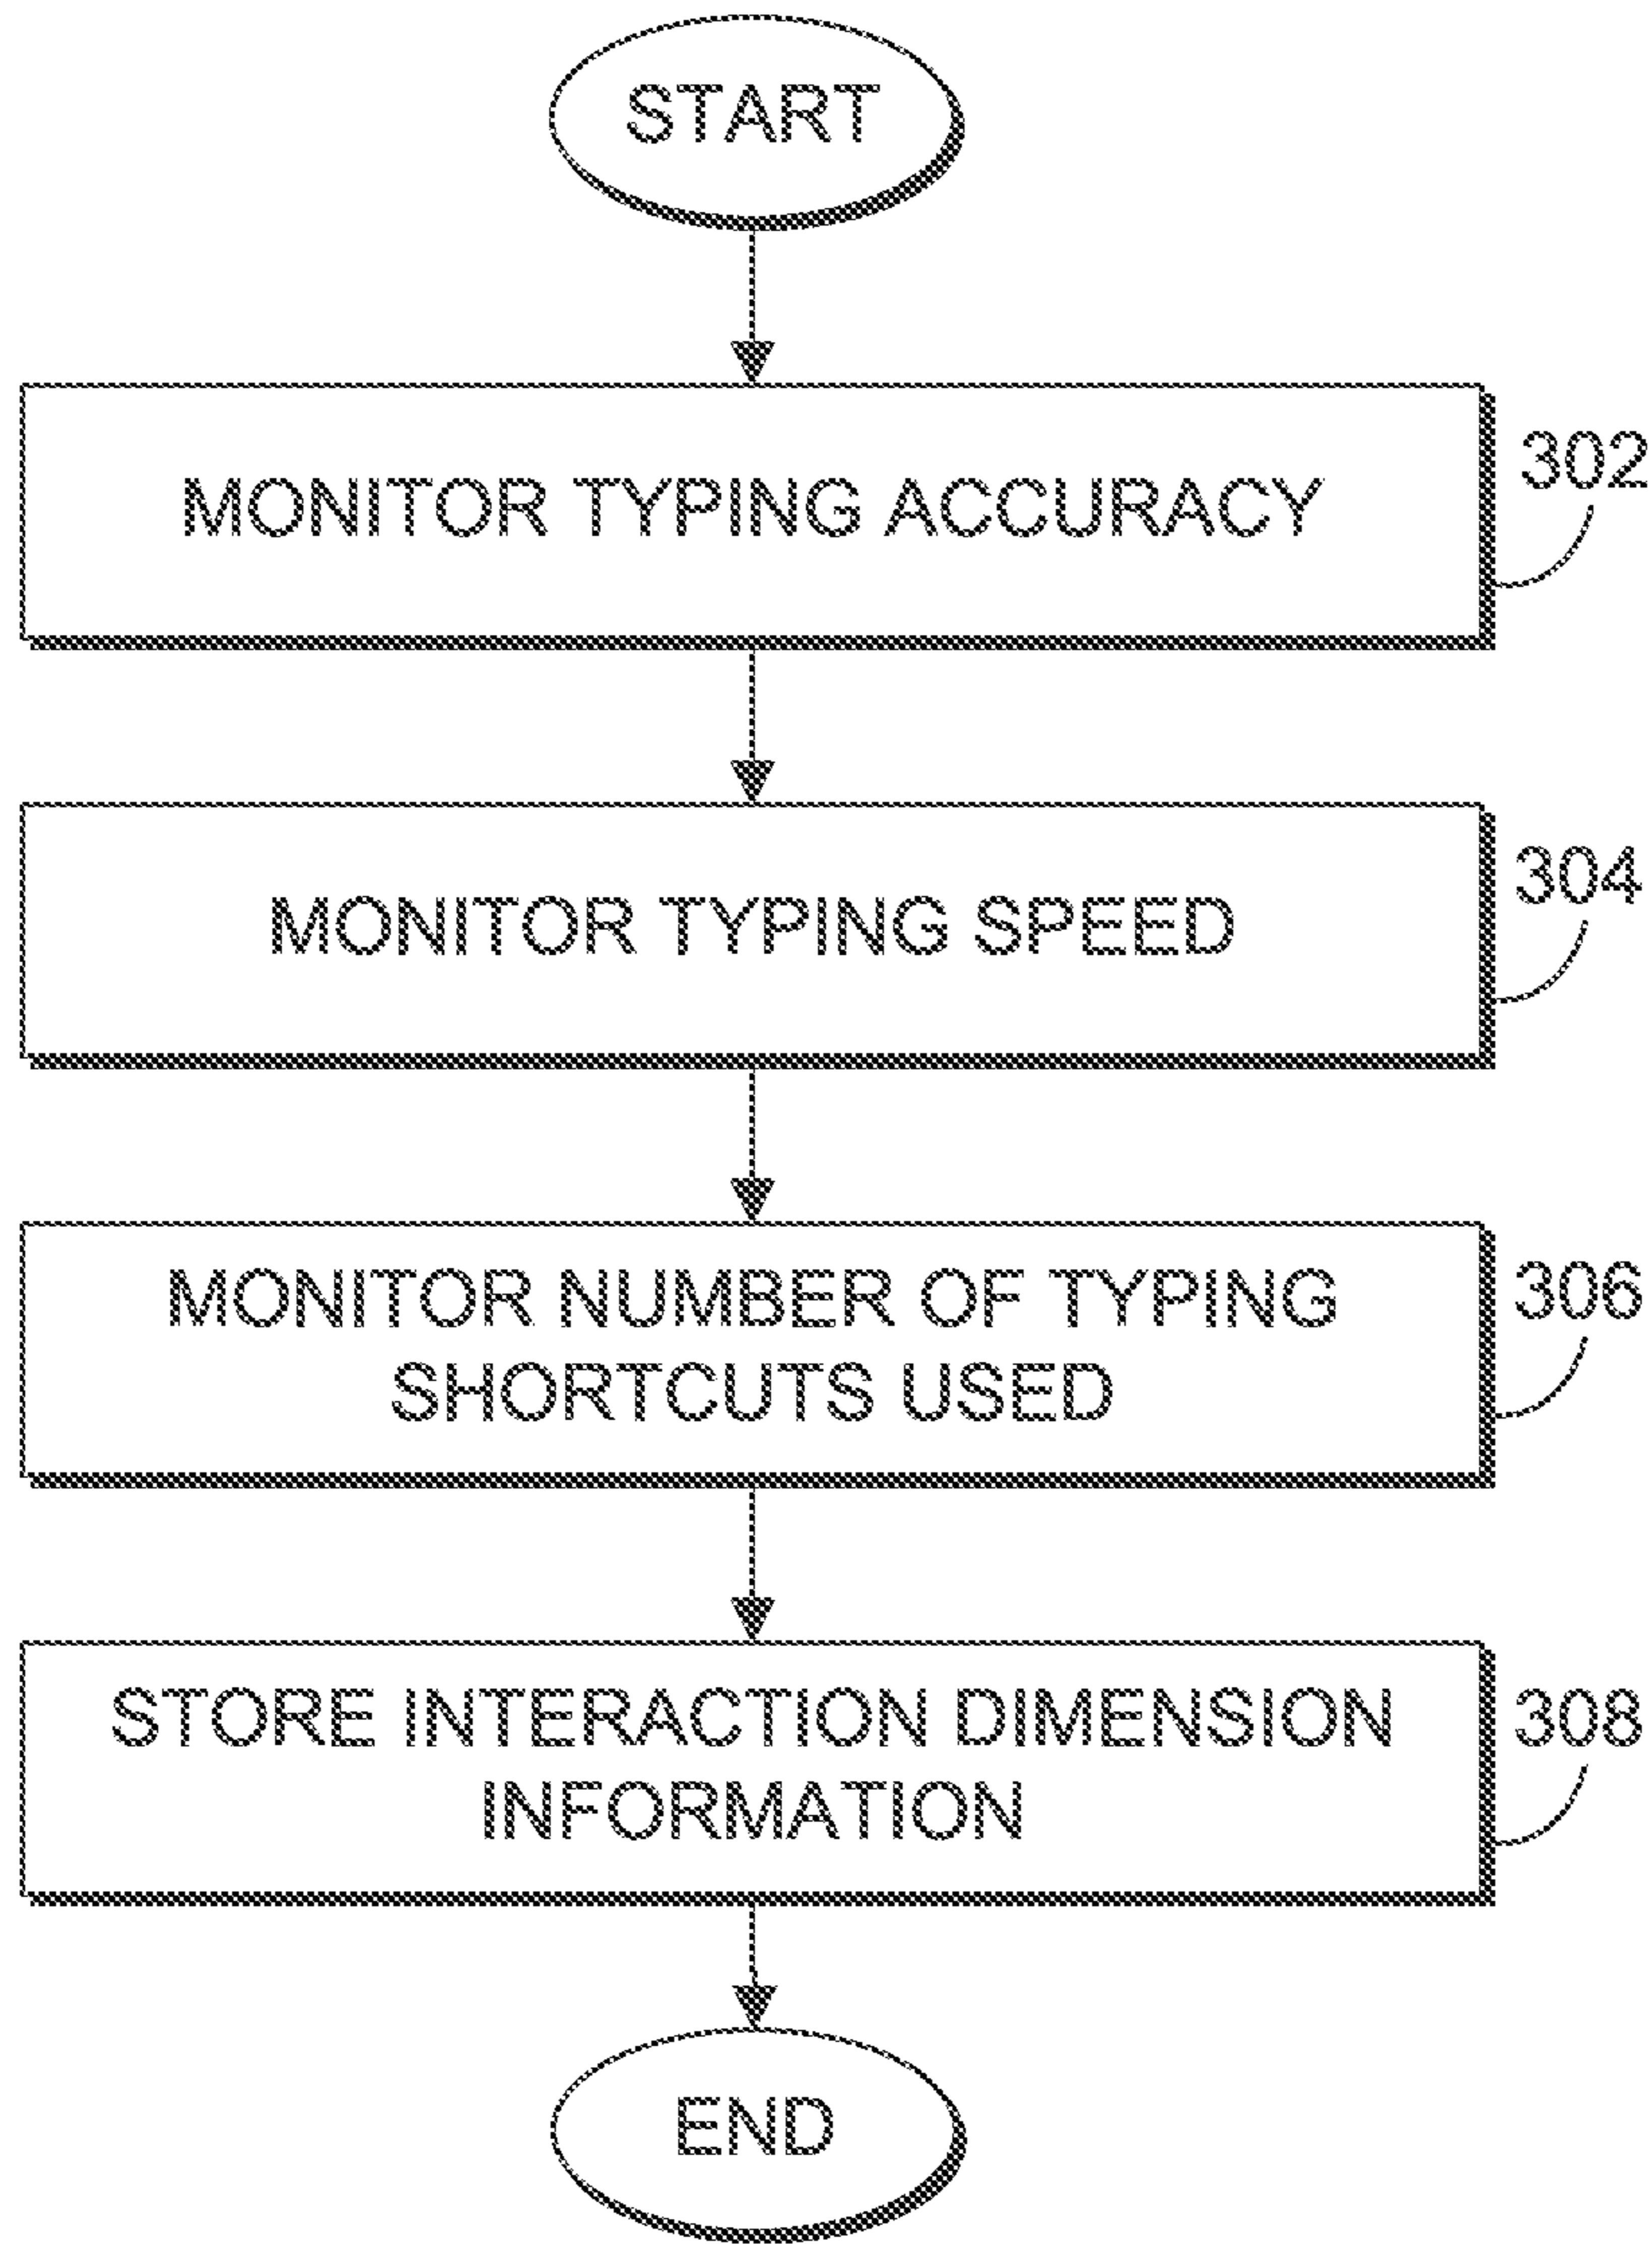 START
MONITOR TYPING ACCURACY
302
MONITOR TYPING SPEED
304
MONITOR NUMBER OF TYPING
SHORTCUTS USED
306
STORE INTERACTION DIMENSION
INFORMATION
308
END